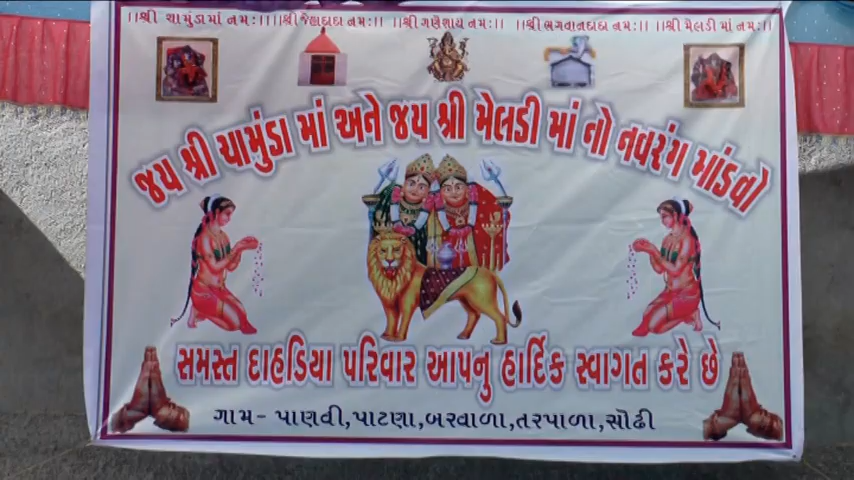 ।।શ્રી ચામુંડામાં નમઃ।।।।શ્રી જેહાદાદા નમઃ।। ।।શ્રી ગણેશાય નમઃ।। ।।શ્રી ભગવાનદાદા નમઃ।। ।।શ્રી મેલડી માં નમઃ।।
જય શ્રી ચામુંડા માં અને જય શ્રી મેલડી માં નો નવરંગ માંડવો
સમસ્ત દાહડિયા પરિવાર આપનુ હાર્દિક સ્વાગત કરે છે
ગામ- પાણવી,પાટણા,બરવાળા,તરપાળા,સૌઢી